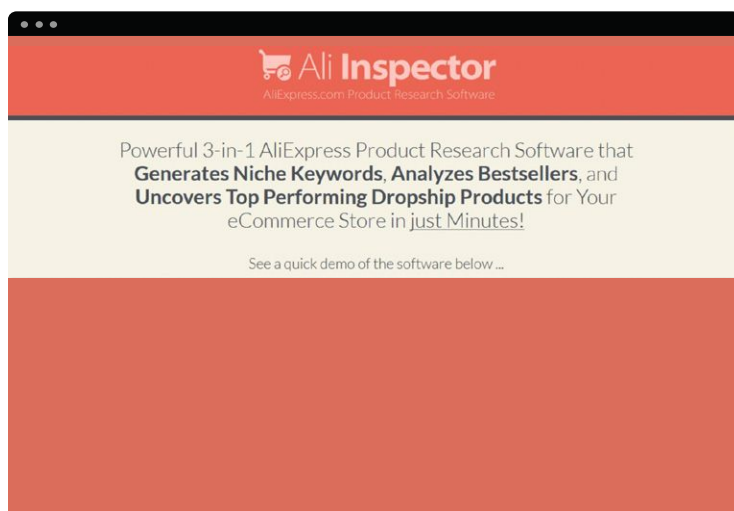 Ali Inspector
AliExpress.com Product Research Software
Powerful 3-in-1 AliExpress Product Research Software that
Generates Niche Keywords, Analyzes Bestsellers, and
Uncovers Top Performing Dropship Products for Your
eCommerce Store in just Minutes!
See a quick demo of the software below ...